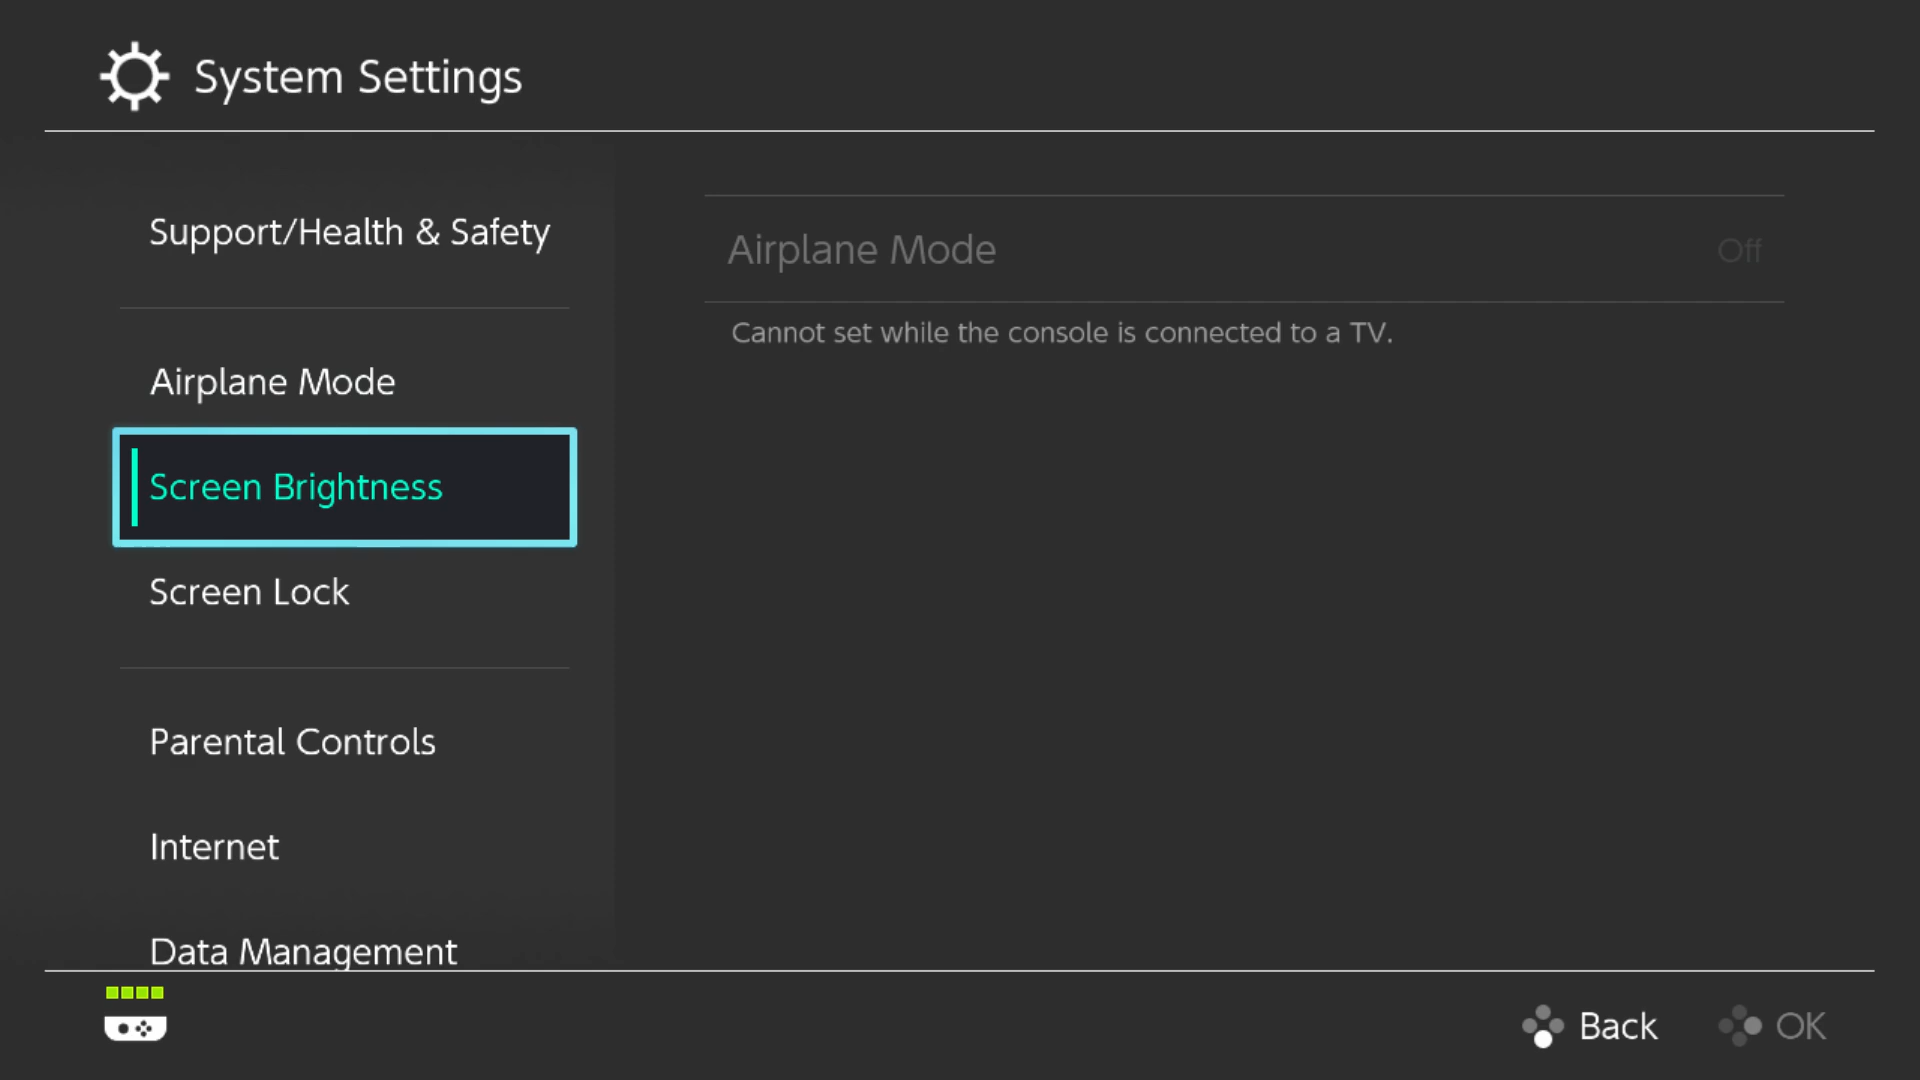 System Settings
Support/Health & Safety
Airplane Mode
Screen Brightness
Screen Lock
Parental Controls
Internet
Data Management
Airplane Mode Off
Cannot set while the console is connected to a TV.
Back OK